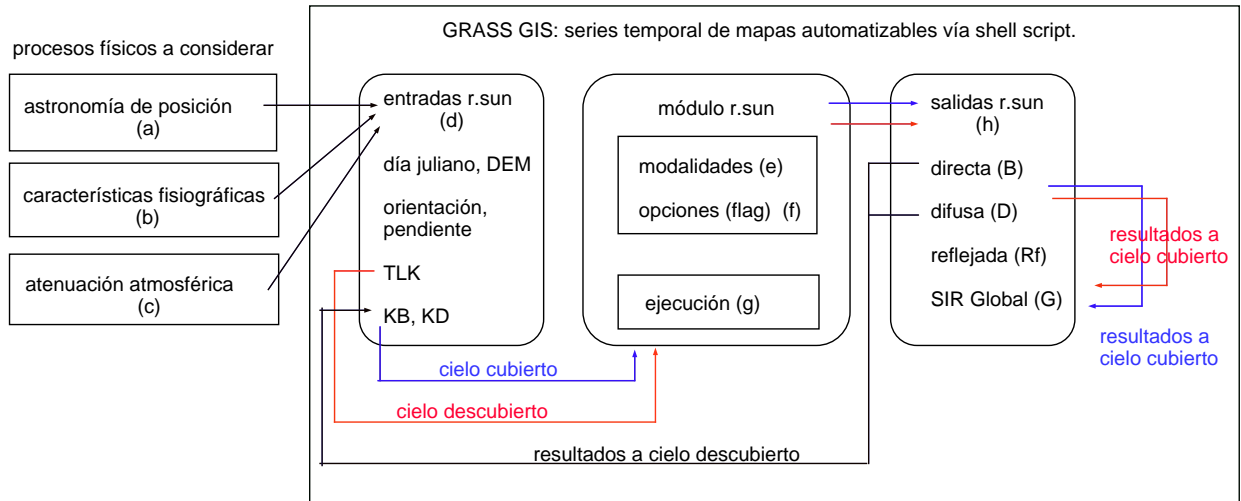 GRASS GIS: series temporal de mapas automatizables vía shell script.
procesos físicos a considerar
astronomía de posición
(a)
característísticas fisiográficas
(b)
atenuación atmosférica
(c)
entradas r.sun
(d)
día juliano, DEM
orientación,
pendiente
TLK
KB, KD
módulo r.sun
modalidades (e)
opciones (flag) (f)
ejecución (g)
salidas r.sun
(h)
directa (B)
difusa (D)
reflejada (Rf)
SIR Global (G)
resultados a
cielo cubierto
resultados a
cielo cubierto
cielo cubierto
cielo descubierto
resultados a cielo descubierto